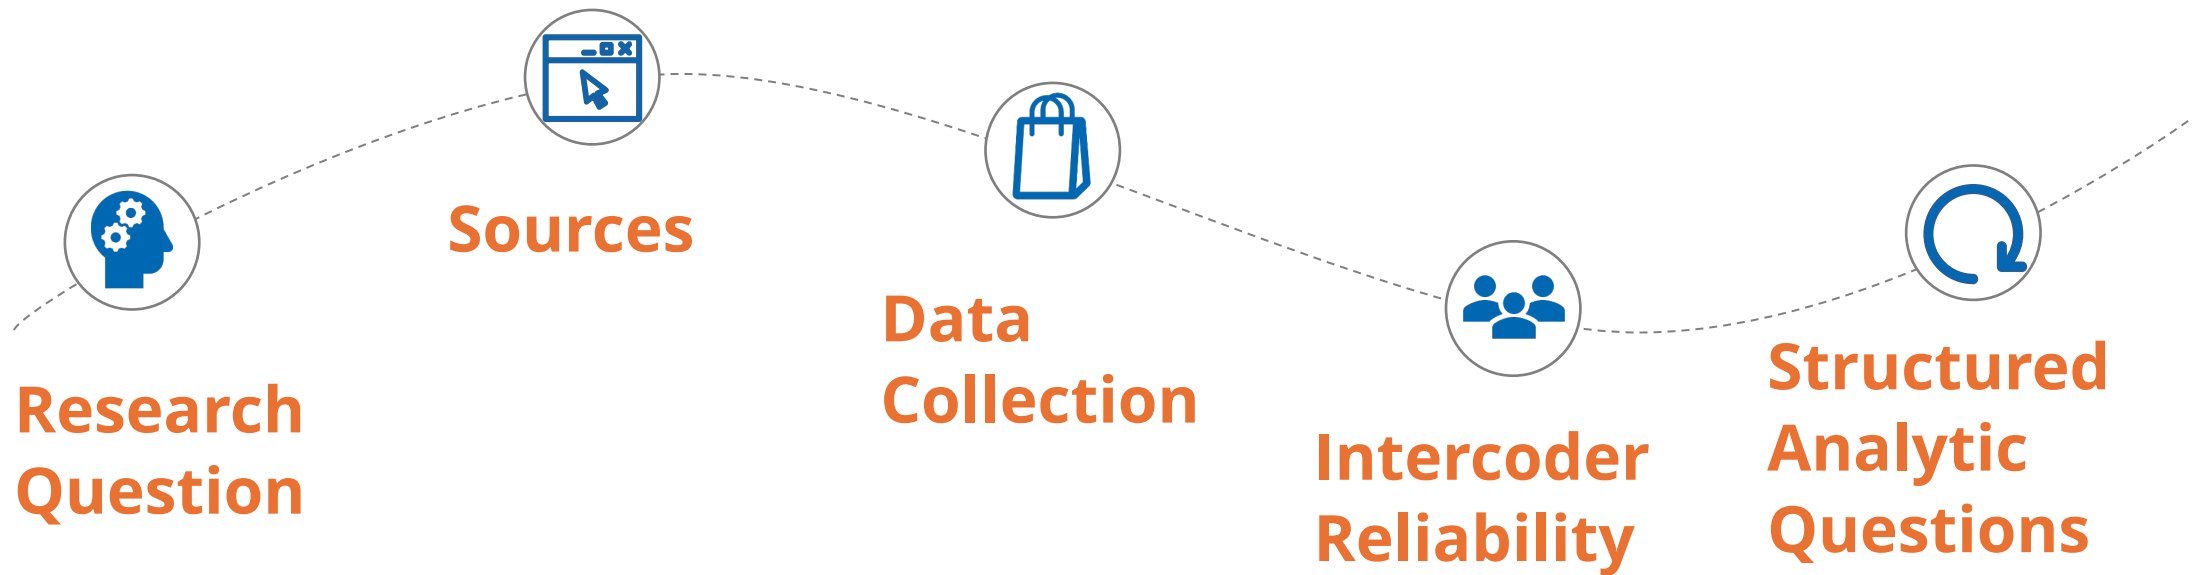 Research
Question
Sources
Data
Collection
Intercoder
Reliability
Structured
Analytic
Questions